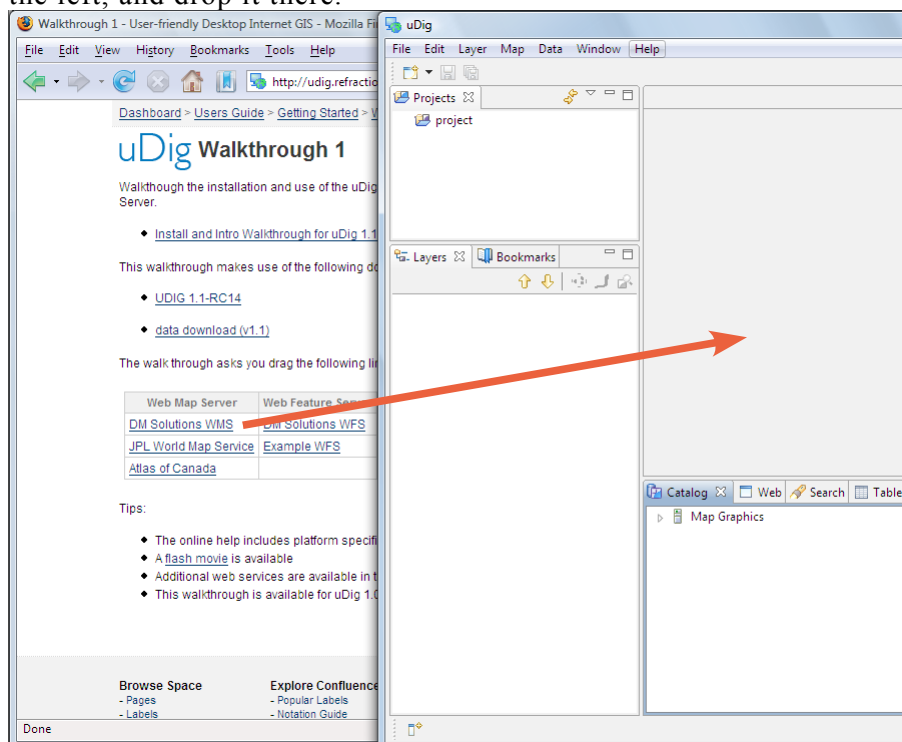 the left, and drop it there.
Walkthrough 1 - User-friendly Desktop Internet GIS - Mozilla Fi
File Edit View History Bookmarks Tools Help
http://udig.refractio
Dashboard > Users Guide > Getting Started >
uDig Walkthrough 1
Walkthough the installation and use of the uDig
Server.
Install and Intro Walkthrough for uDig 1.1
This walkthrough makes use of the following do
UDIG 1.1-RC14
data download (v1.1)
The walk through asks you drag the following lin
Web Map Server Web Feature Server
DM Solutions WMS DM Solutions WFS
JPL World Map Service Example WFS
Atlas of Canada
Tips:
The online help includes platform specifi
A flash movie is available
Additional web services are available in t
This walkthrough is available for uDig 1.0
Browse Space Explore Confluence
- Pages - Popular Labels
- Labels - Notation Guide
Done
uDig
File Edit Layer Map Data Window Help
Projects
project
Layers Bookmarks
Catalog Web Search Table
Map Graphics